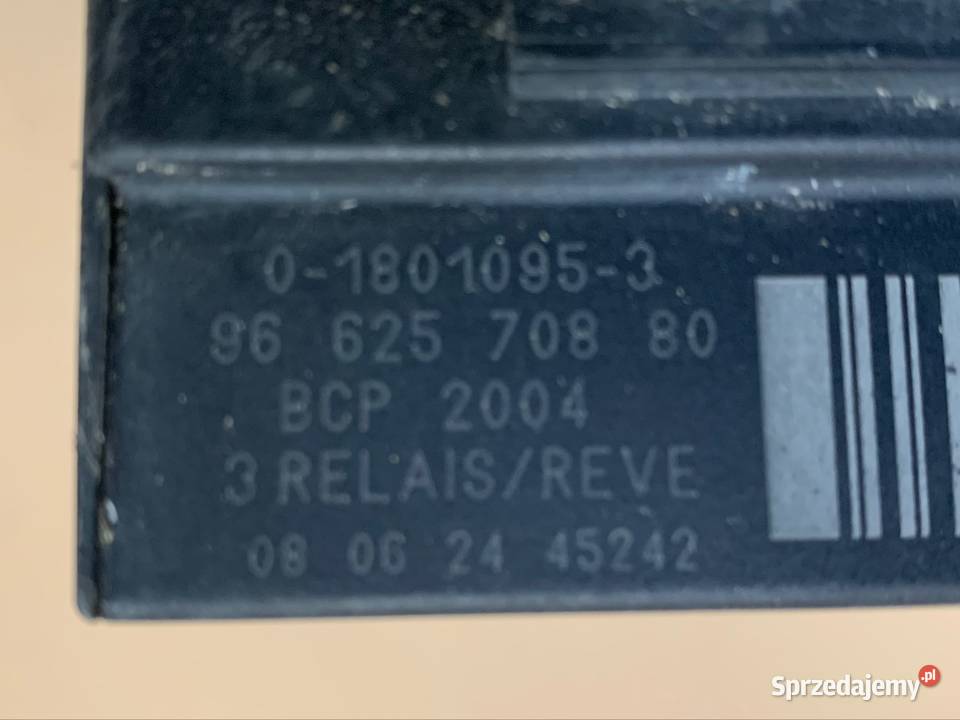 0-1801095-3
96 625 708 80
BCP 2004
3 RELAIS/REVE
08 06 24 45242
Sprzedajemy.pl